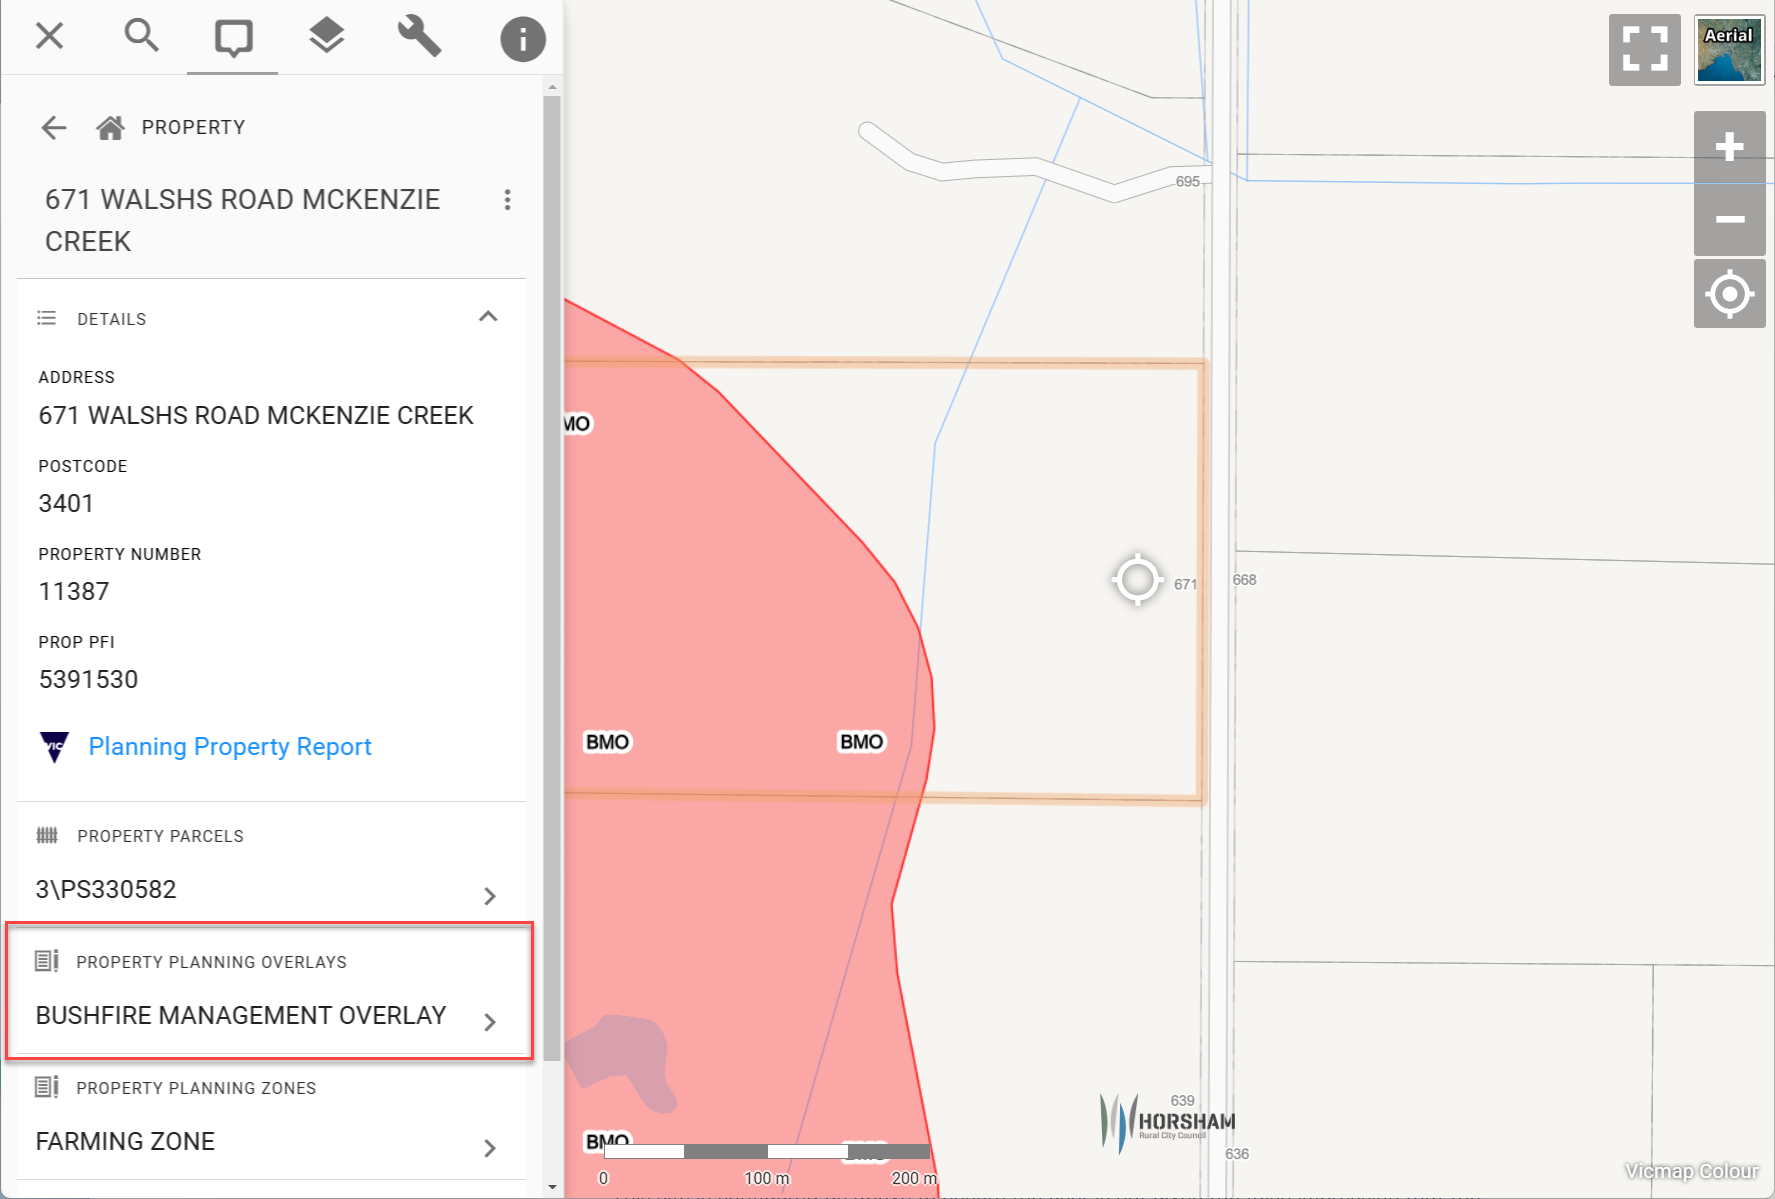 PROPERTY
671 WALSHS ROAD MCKENZIE
CREEK
DETAILS
ADDRESS
671 WALSHS ROAD MCKENZIE CREEK
POSTCODE
3401
PROPERTY NUMBER
11387
PROP PFI
5391530
VIC
Planning Property Report
PROPERTY PARCELS
3\PS330582
PROPERTY PLANNING OVERLAYS
BUSHFIRE MANAGEMENT OVERLAY
PROPERTY PLANNING ZONES
FARMING ZONE
Aerial
695
MO
671
668
BMO
BMO
639
HORSHAM
Rural City Council
636
BMO
0
100 m
200 m
Vicmap Colour